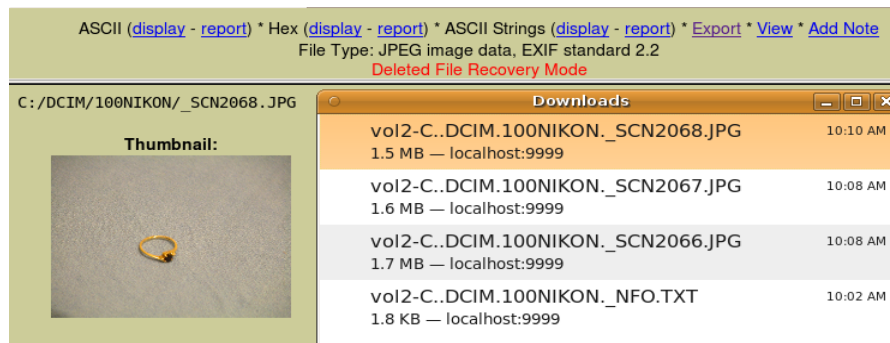 ASCII (display - report) * Hex (display - report) * ASCII Strings (display - report) * Export * View * Add Note
File Type: JPEG image data, EXIF standard 2.2
Deleted File Recovery Mode
C:/DCIM/100NIKON/_SCN2068.JPG
Thumbnail:
Downloads
vol2-C..DCIM.100NIKON._SCN2068.JPG 10:10 AM
1.5 MB — localhost:9999
vol2-C..DCIM.100NIKON._SCN2067.JPG 10:08 AM
1.6 MB — localhost:9999
vol2-C..DCIM.100NIKON._SCN2066.JPG 10:08 AM
1.7 MB — localhost:9999
vol2-C..DCIM.100NIKON._NFO.TXT 10:02 AM
1.8 KB — localhost:9999